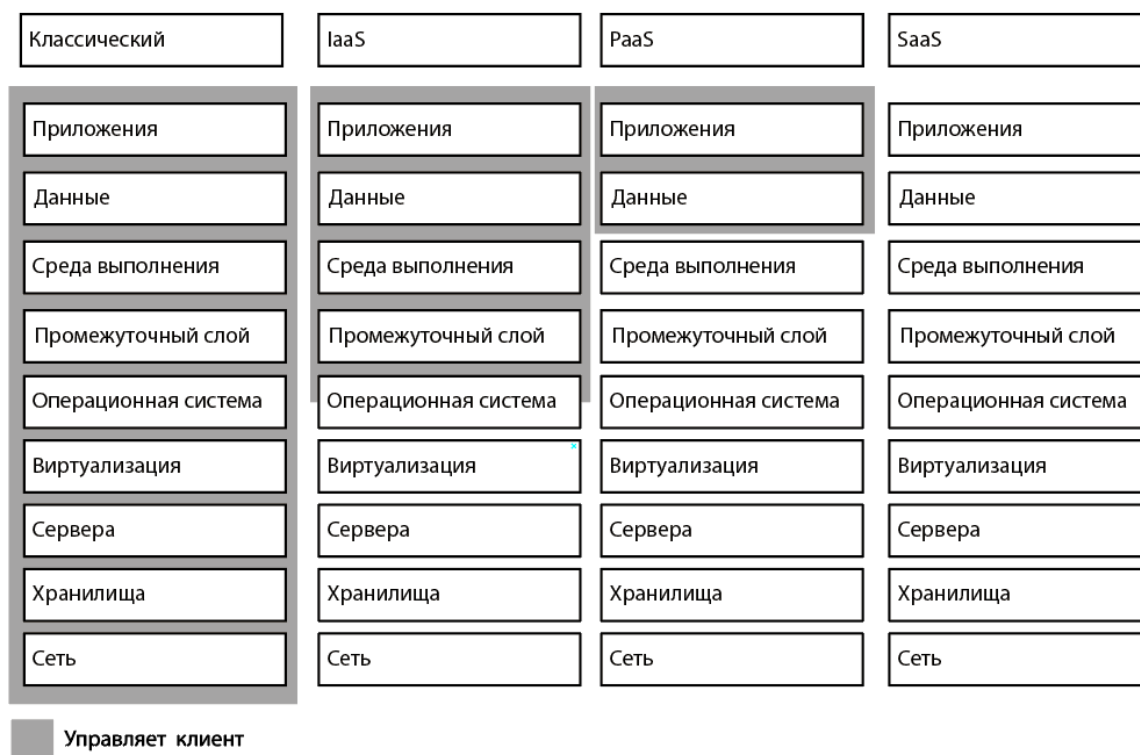 Классический IaaS PaaS SaaS
Приложения Приложения Приложения Приложения
Данные Данные Данные Данные
Среда выполнения Среда выполнения Среда выполнения Среда выполнения
Промежуточный слой Промежуточный слой Промежуточный слой Промежуточный слой
Операционная система Операционная система Операционная система Операционная система
Виртуализация Виртуализация Виртуализация Виртуализация
Сервера Сервера Сервера Сервера
Хранилища Хранилища Хранилища Хранилища
Сеть Сеть Сеть Сеть
Управляет клиент